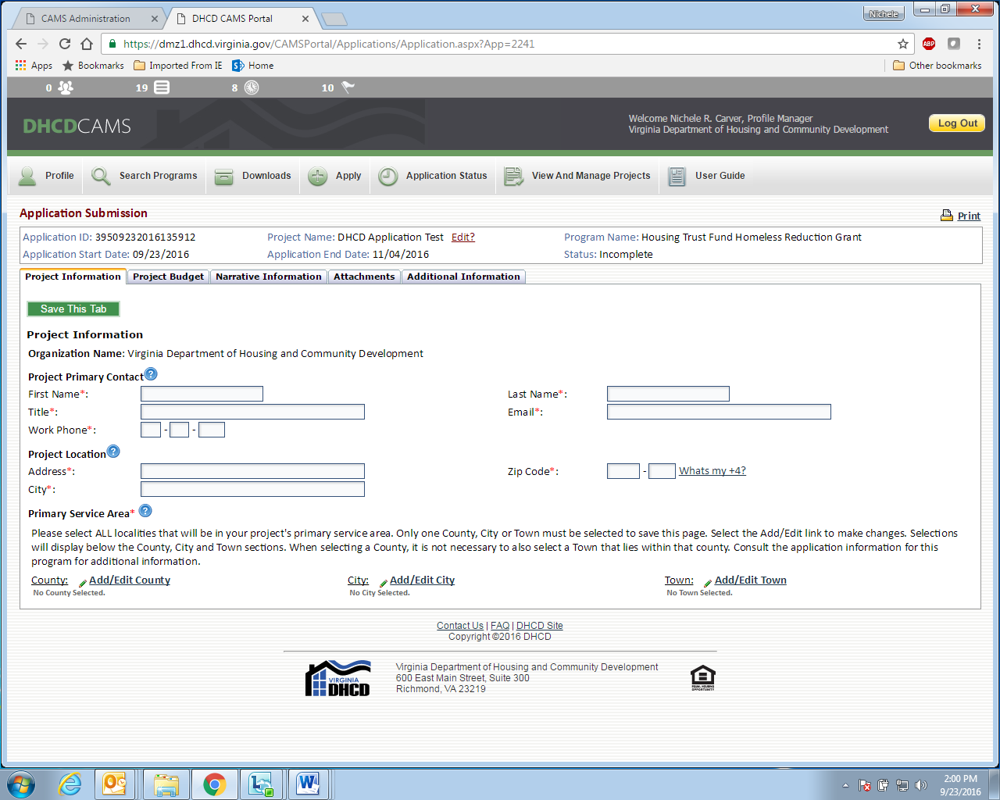 CAMS Administration
DHCD CAMS Portal
Nichele
https://dmz1.dhcd.virginia.gov/CAMSPortal/Applications/Application.aspx?App=2241
ABP
Apps Bookmarks Imported From IE Home Other bookmarks
0 19 8 10
DHCDCAMS
Welcome Nichele R. Carver, Profile Manager
Virginia Department of Housing and Community Development
Log Out
Profile Search Programs Downloads Apply Application Status View And Manage Projects User Guide
Application Submission
Print
Application ID: 39509232016135912 Project Name: DHCD Application Test Edit? Program Name: Housing Trust Fund Homeless Reduction Grant
Application Start Date: 09/23/2016 Application End Date: 11/04/2016 Status: Incomplete
Project Information Project Budget Narrative Information Attachments Additional Information
Save This Tab
Project Information
Organization Name: Virginia Department of Housing and Community Development
Project Primary Contact ?
First Name*: Last Name*:
Title*: Email*:
Work Phone*: - -
Project Location ?
Address*: Zip Code*: - Whats my +4?
City*:
Primary Service Area* ?
Please select ALL localities that will be in your project's primary service area. Only one County, City or Town must be selected to save this page. Select the Add/Edit link to make changes. Selections
will display below the County, City and Town sections. When selecting a County, it is not necessary to also select a Town that lies within that county. Consult the application information for this
program for additional information.
County: Add/Edit County City: Add/Edit City Town: Add/Edit Town
No County Selected. No City Selected. No Town Selected.
Contact Us | FAQ | DHCD Site
Copyright ©2016 DHCD
VIRGINIA
DHCD
Virginia Department of Housing and Community Development
600 East Main Street, Suite 300
Richmond, VA 23219
EQUAL HOUSING
OPPORTUNITY
2:00 PM
9/23/2016